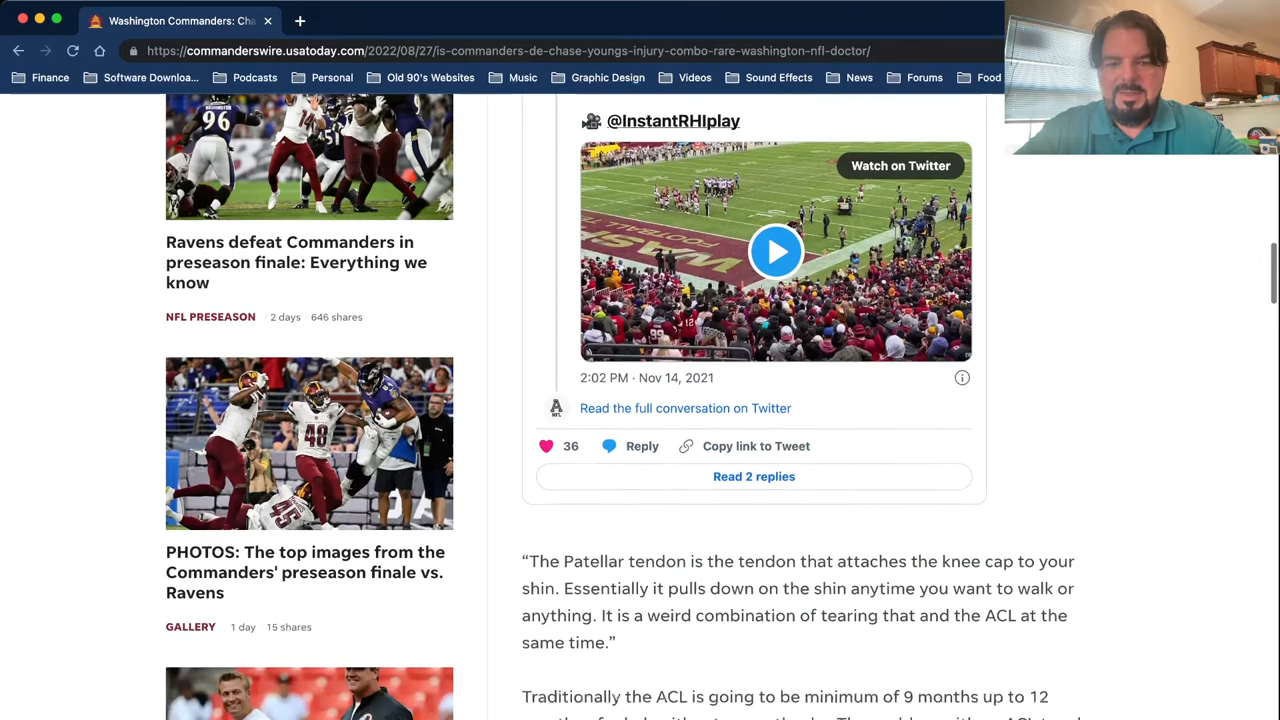 Washington Commanders: Cha
https://commanderswire.usatoday.com/2022/08/27/is-commanders-de-chase-youngs-injury-combo-rare-washington-nfl-doctor/
Finance
Software Downloa...
Podcasts
Personal
Old 90's Websites
Music
Graphic Design
Videos
Sound Effects
News
Forums
Food
96
Ravens defeat Commanders in
preseason finale: Everything we
know
NFL PRESEASON 2 days 646 shares
48
45
PHOTOS: The top images from the
Commanders' preseason finale vs.
Ravens
GALLERY 1 day 15 shares
@InstantRHIplay
Watch on Twitter
2:02 PM · Nov 14, 2021
NFL
Read the full conversation on Twitter
36 Reply Copy link to Tweet
Read 2 replies
“The Patellar tendon is the tendon that attaches the knee cap to your
shin. Essentially it pulls down on the shin anytime you want to walk or
anything. It is a weird combination of tearing that and the ACL at the
same time.”
Traditionally the ACL is going to be minimum of 9 months up to 12